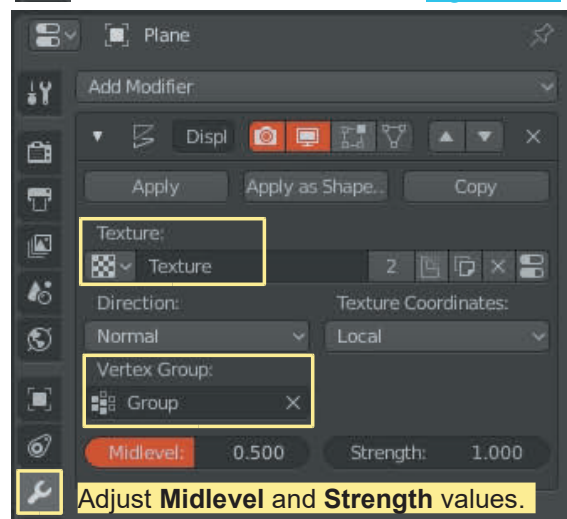 Plane
Add Modifier
Displ
Apply
Apply as Shape..
Copy
Texture:
Texture
2
Direction:
Texture Coordinates:
Normal
Local
Vertex Group:
Group
Midlevel: 0.500
Strength: 1.000
Adjust Midlevel and Strength values.